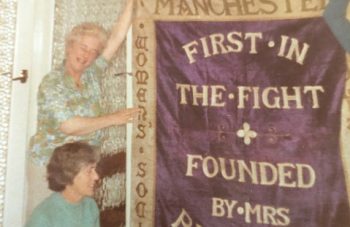 MANCHESTER
FIRST·IN
THE·FIGHT
FOUNDED
BY·MRS
WOMEN'S·SOC